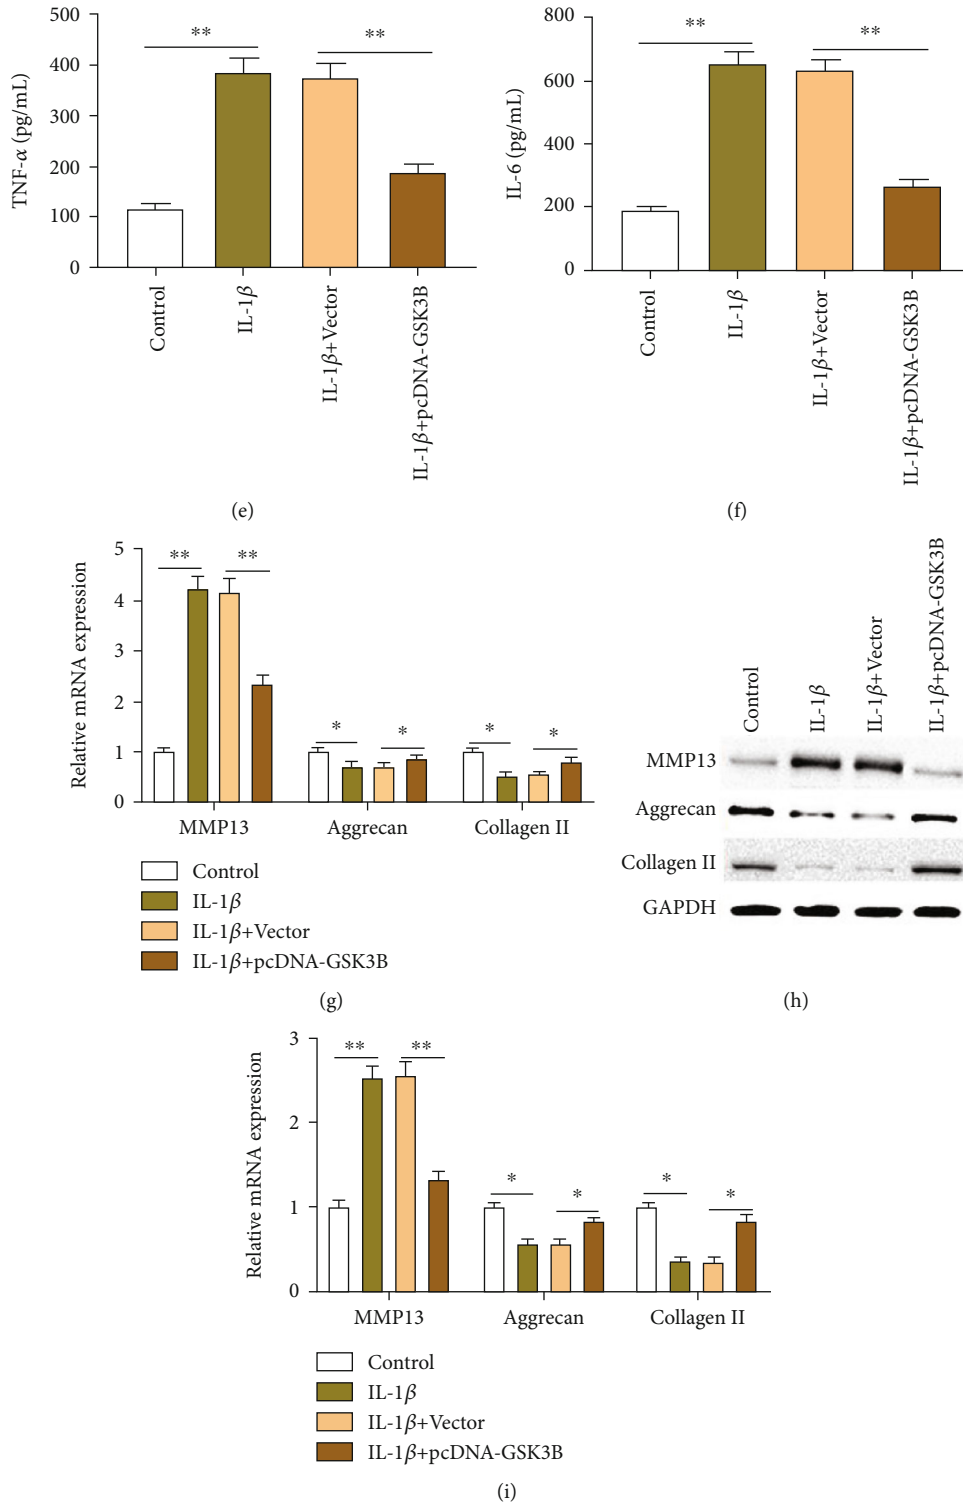 500
400
300
200
100
0
TNF-α (pg/mL)
**
**
Control
IL-1β
IL-1β+Vector
IL-1β+pcDNA-GSK3B
(e)
800
600
400
200
0
IL-6 (pg/mL)
**
**
Control
IL-1β
IL-1β+Vector
IL-1β+pcDNA-GSK3B
(f)
5
4
3
2
1
0
Relative mRNA expression
**
**
*
*
*
*
MMP13
Aggrecan
Collagen II
Control
IL-1β
IL-1β+Vector
IL-1β+pcDNA-GSK3B
(g)
Control
IL-1β
IL-1β+Vector
IL-1β+pcDNA-GSK3B
MMP13
Aggrecan
Collagen II
GAPDH
(h)
3
2
1
0
Relative mRNA expression
**
**
*
*
*
*
MMP13
Aggrecan
Collagen II
Control
IL-1β
IL-1β+Vector
IL-1β+pcDNA-GSK3B
(i)